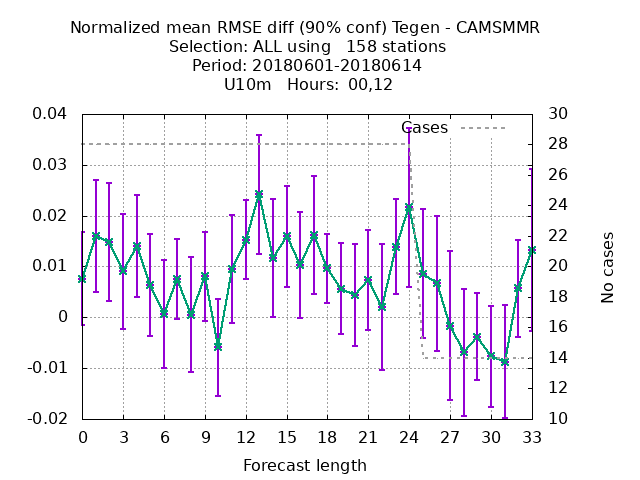 Normalized mean RMSE diff (90% conf) Tegen - CAMSMMR
Selection: ALL using   158 stations
Period: 20180601-20180614
U10m   Hours:  00,12
Cases
0.04
0.03
0.02
0.01
0
-0.01
-0.02
30
28
26
24
22
20
18
16
14
12
10
No cases
0 3 6 9 12 15 18 21 24 27 30 33
Forecast length